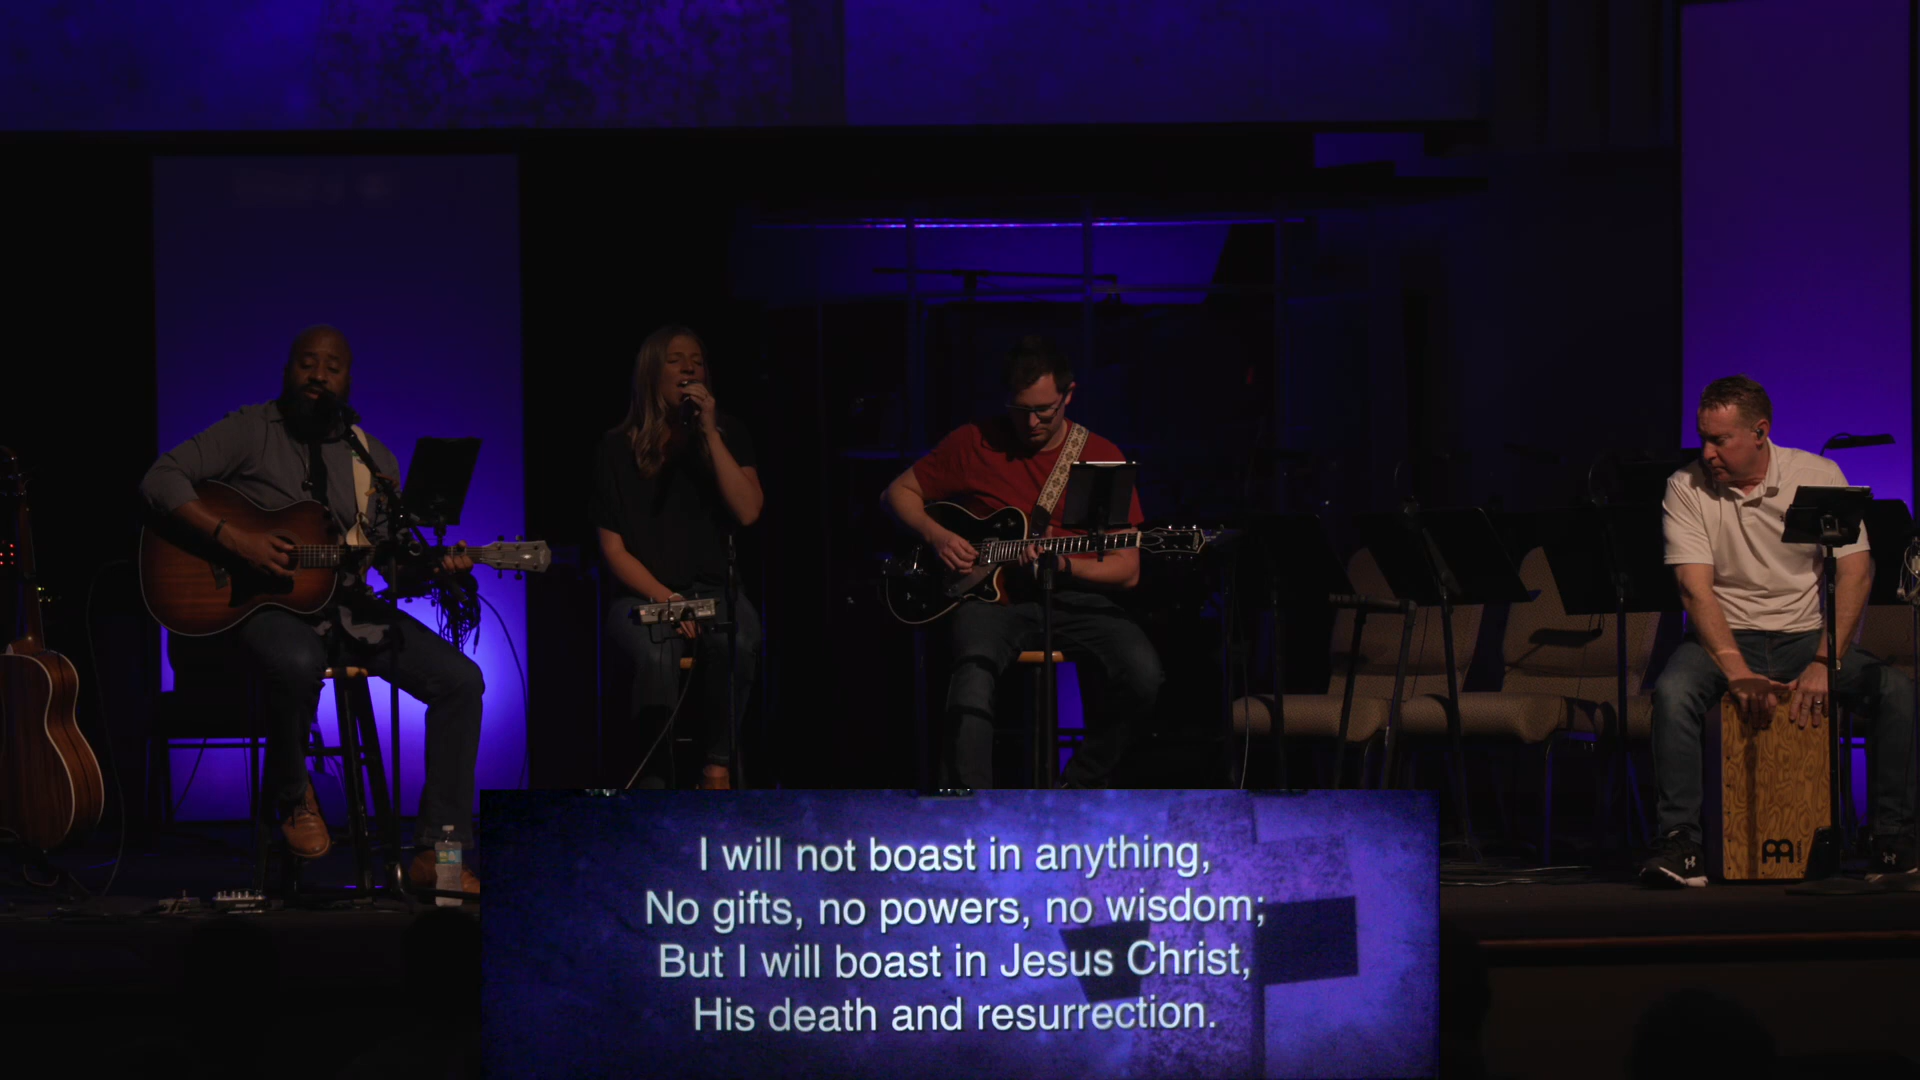 I will not boast in anything,
No gifts, no powers, no wisdom;
But I will boast in Jesus Christ,
His death and resurrection.